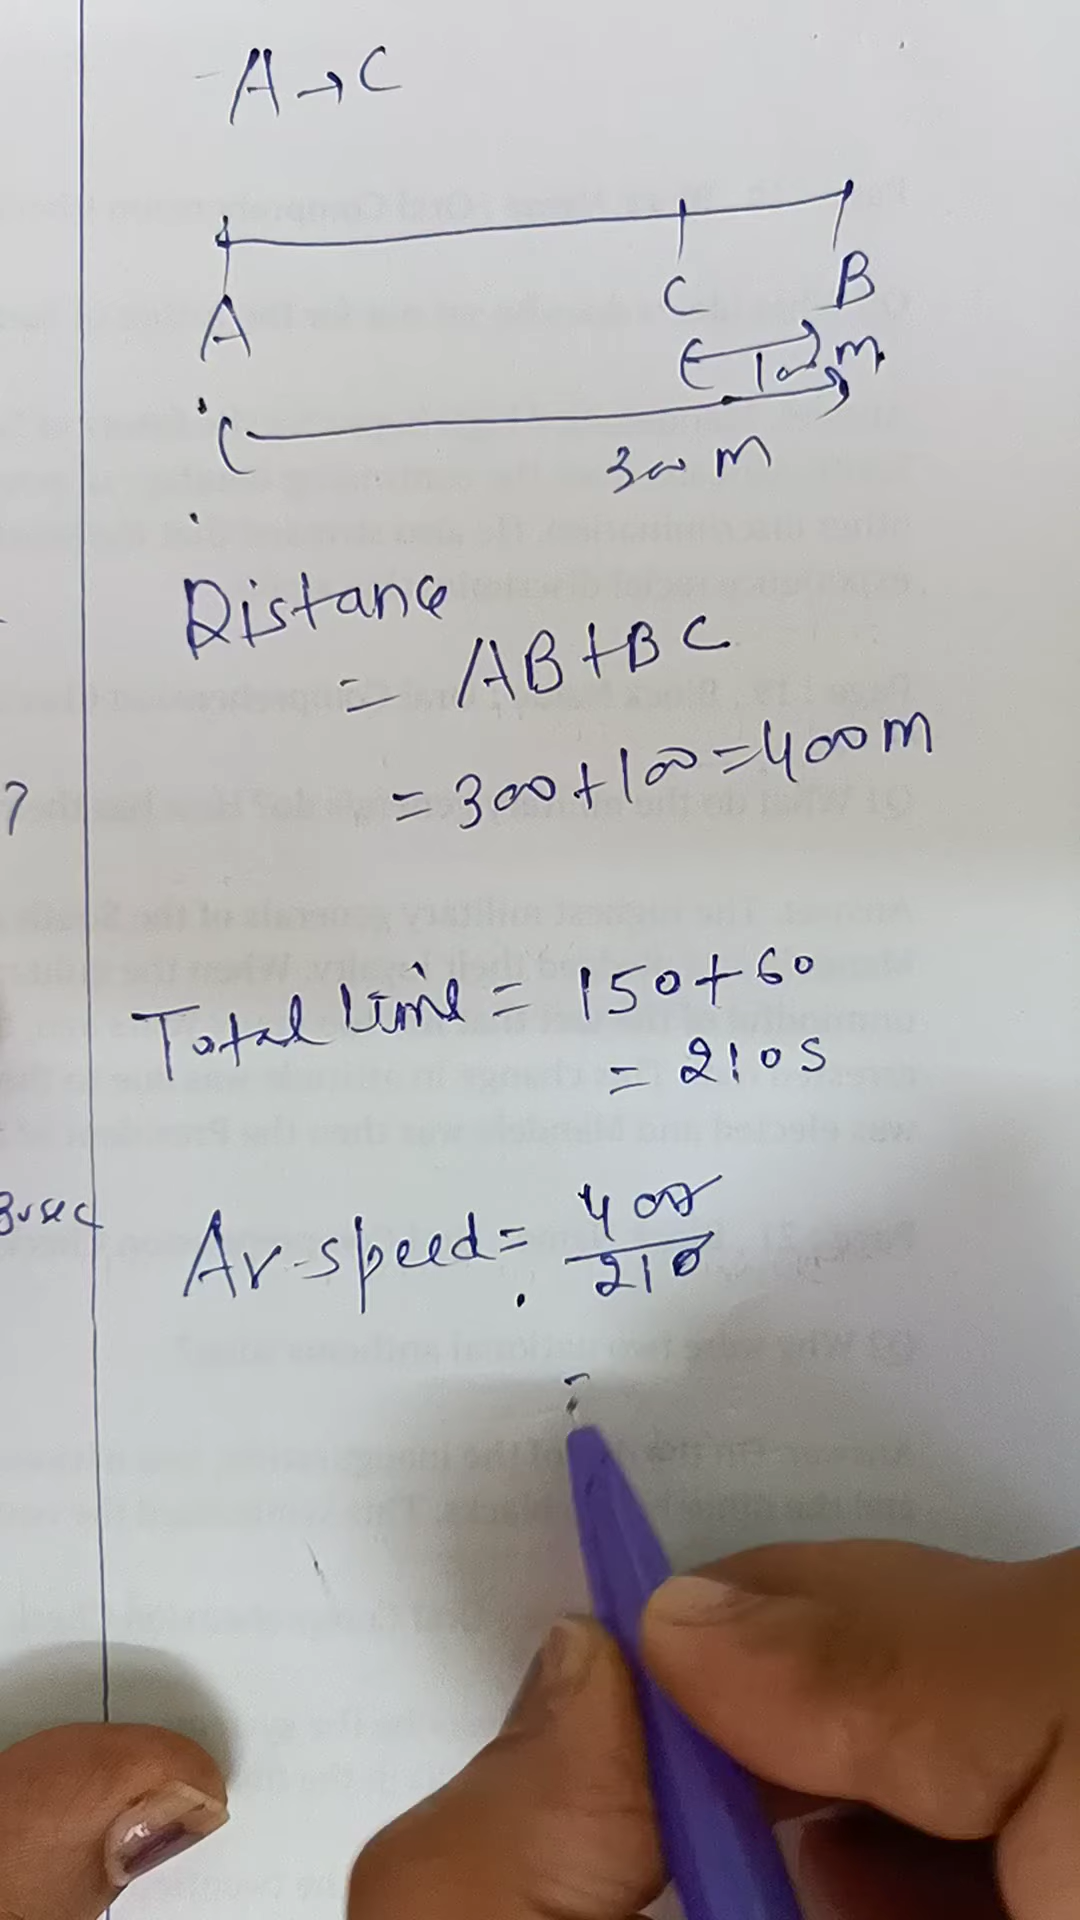 A → C
A
C
B
100 m
300 m
Distance
= AB + BC
= 300 + 100 = 400 m
?
Total time = 150 + 60
= 210 s
Av. speed = 400
210
=